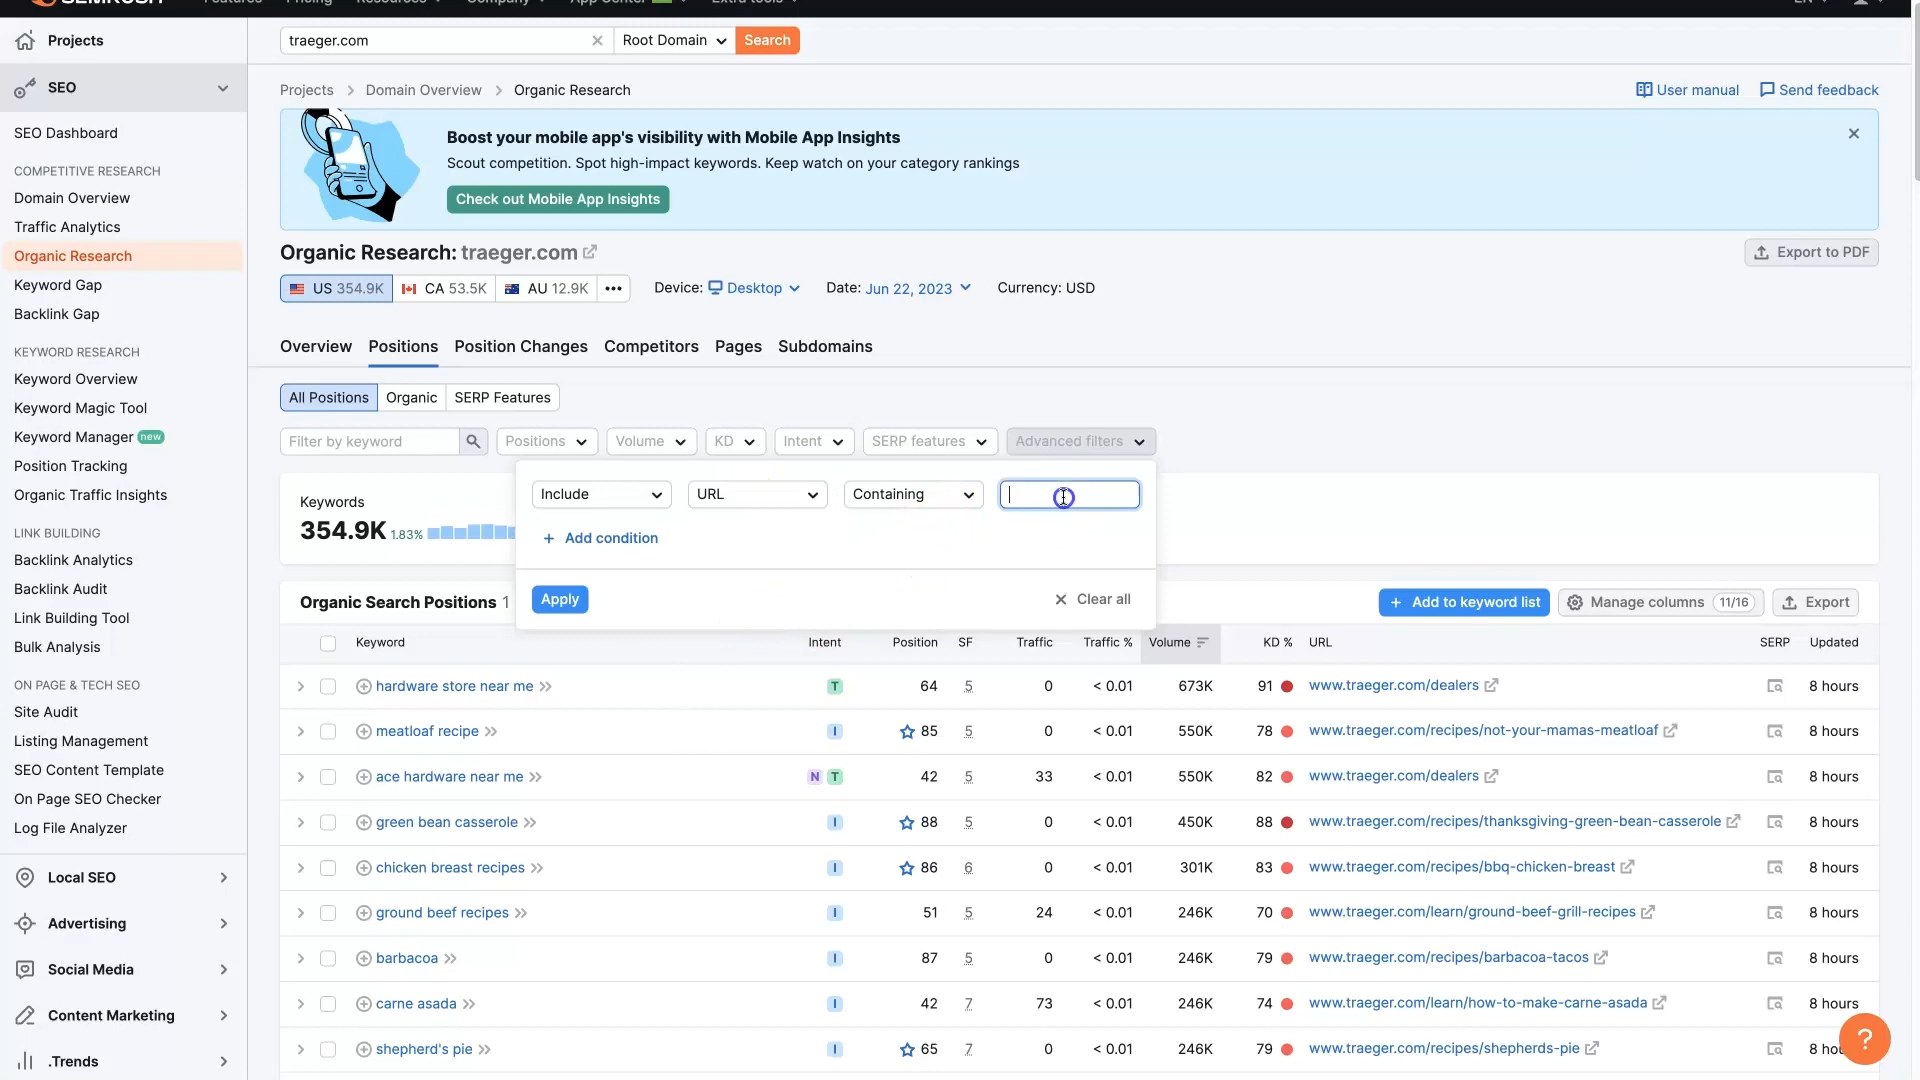 SEMRUSH
Features
Pricing
Resources
Company
App Center
Extra tools
EN
Projects
traeger.com
Root Domain
Search
SEO
Projects > Domain Overview > Organic Research
User manual
Send feedback
SEO Dashboard
Boost your mobile app's visibility with Mobile App Insights
Scout competition. Spot high-impact keywords. Keep watch on your category rankings
Check out Mobile App Insights
COMPETITIVE RESEARCH
Domain Overview
Traffic Analytics
Organic Research
Keyword Gap
Backlink Gap
KEYWORD RESEARCH
Keyword Overview
Keyword Magic Tool
Keyword Manager new
Position Tracking
Organic Traffic Insights
LINK BUILDING
Backlink Analytics
Backlink Audit
Link Building Tool
Bulk Analysis
ON PAGE & TECH SEO
Site Audit
Listing Management
SEO Content Template
On Page SEO Checker
Log File Analyzer
Local SEO
Advertising
Social Media
Content Marketing
.Trends
Organic Research: traeger.com
Export to PDF
US 354.9K
CA 53.5K
AU 12.9K
•••
Device: Desktop
Date: Jun 22, 2023
Currency: USD
Overview
Positions
Position Changes
Competitors
Pages
Subdomains
All Positions
Organic
SERP Features
Filter by keyword
Positions
Volume
KD
Intent
SERP features
Advanced filters
Include
URL
Containing
+ Add condition
Apply
Clear all
Keywords
354.9K 1.83%
Organic Search Positions 1
+ Add to keyword list
Manage columns 11/16
Export
Keyword Intent Position SF Traffic Traffic % Volume KD % URL SERP Updated
hardware store near me T 64 5 0 < 0.01 673K 91 www.traeger.com/dealers 8 hours
meatloaf recipe I 85 5 0 < 0.01 550K 78 www.traeger.com/recipes/not-your-mamas-meatloaf 8 hours
ace hardware near me N T 42 5 33 < 0.01 550K 82 www.traeger.com/dealers 8 hours
green bean casserole I 88 5 0 < 0.01 450K 88 www.traeger.com/recipes/thanksgiving-green-bean-casserole 8 hours
chicken breast recipes I 86 6 0 < 0.01 301K 83 www.traeger.com/recipes/bbq-chicken-breast 8 hours
ground beef recipes I 51 5 24 < 0.01 246K 70 www.traeger.com/learn/ground-beef-grill-recipes 8 hours
barbacoa I 87 5 0 < 0.01 246K 79 www.traeger.com/recipes/barbacoa-tacos 8 hours
carne asada I 42 7 73 < 0.01 246K 74 www.traeger.com/learn/how-to-make-carne-asada 8 hours
shepherd's pie I 65 7 0 < 0.01 246K 79 www.traeger.com/recipes/shepherds-pie 8 hou
?